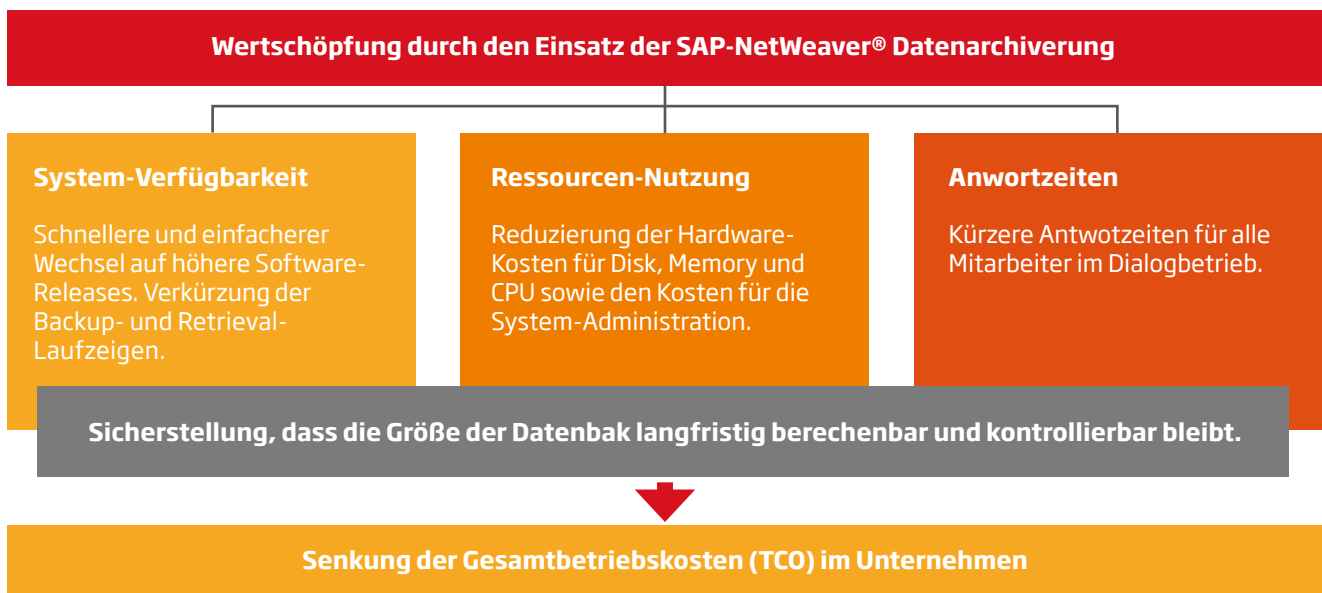 Wertschöpfung durch den Einsatz der SAP-NetWeaver® Datenarchiverung
System-Verfügbarkeit
Schnellere und einfacherer
Wechsel auf höhere Software-
Releases. Verkürzung der
Backup- und Retrieval-
Laufzeigen.
Ressourcen-Nutzung
Reduzierung der Hardware-
Kosten für Disk, Memory und
CPU sowie den Kosten für die
System-Administration.
Anwortzeiten
Kürzere Antwotzeiten für alle
Mitarbeiter im Dialogbetrieb.
Sicherstellung, dass die Größe der Datenbak langfristig berechenbar und kontrollierbar bleibt.
Senkung der Gesamtbetriebskosten (TCO) im Unternehmen